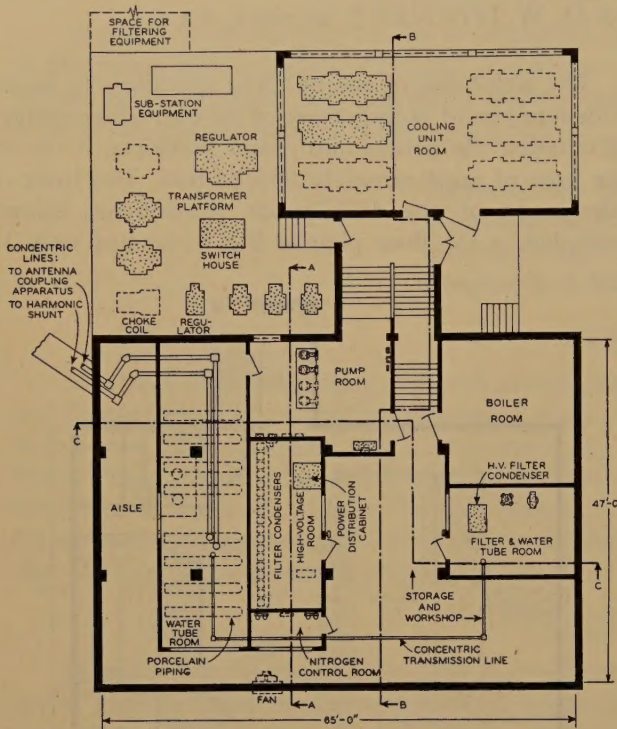 SPACE FOR
FILTERING
EQUIPMENT
B
SUB-STATION
EQUIPMENT
REGULATOR
COOLING
UNIT
ROOM
TRANSFORMER
PLATFORM
SWITCH
HOUSE
CONCENTRIC
LINES:
TO ANTENNA
COUPLING
APPARATUS
TO HARMONIC
SHUNT
A
CHOKE
COIL
REGU-
LATOR
PUMP
ROOM
BOILER
ROOM
C
H.V. FILTER
CONDENSER
AISLE
FILTER CONDENSERS
HIGH-VOLTAGE
ROOM
POWER
DISTRIBUTION
CABINET
47'-0"
FILTER & WATER
TUBE ROOM
C
STORAGE
AND
WORKSHOP
WATER
TUBE
ROOM
PORCELAIN
PIPING
NITROGEN
CONTROL ROOM
CONCENTRIC
TRANSMISSION LINE
FAN
A
B
65'-0"